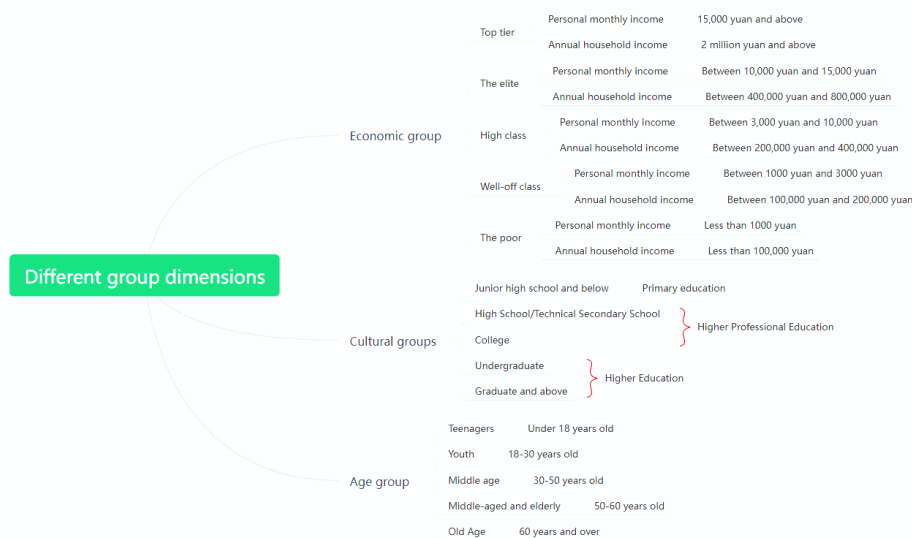 Different group dimensions
Economic group
Top tier
Personal monthly income 15,000 yuan and above
Annual household income 2 million yuan and above
The elite
Personal monthly income Between 10,000 yuan and 15,000 yuan
Annual household income Between 400,000 yuan and 800,000 yuan
High class
Personal monthly income Between 3,000 yuan and 10,000 yuan
Annual household income Between 200,000 yuan and 400,000 yuan
Well-off class
Personal monthly income Between 1000 yuan and 3000 yuan
Annual household income Between 100,000 yuan and 200,000 yuan
The poor
Personal monthly income Less than 1000 yuan
Annual household income Less than 100,000 yuan
Cultural groups
Junior high school and below Primary education
High School/Technical Secondary School
College
Higher Professional Education
Undergraduate
Graduate and above
Higher Education
Age group
Teenagers Under 18 years old
Youth 18-30 years old
Middle age 30-50 years old
Middle-aged and elderly 50-60 years old
Old Age 60 years and over